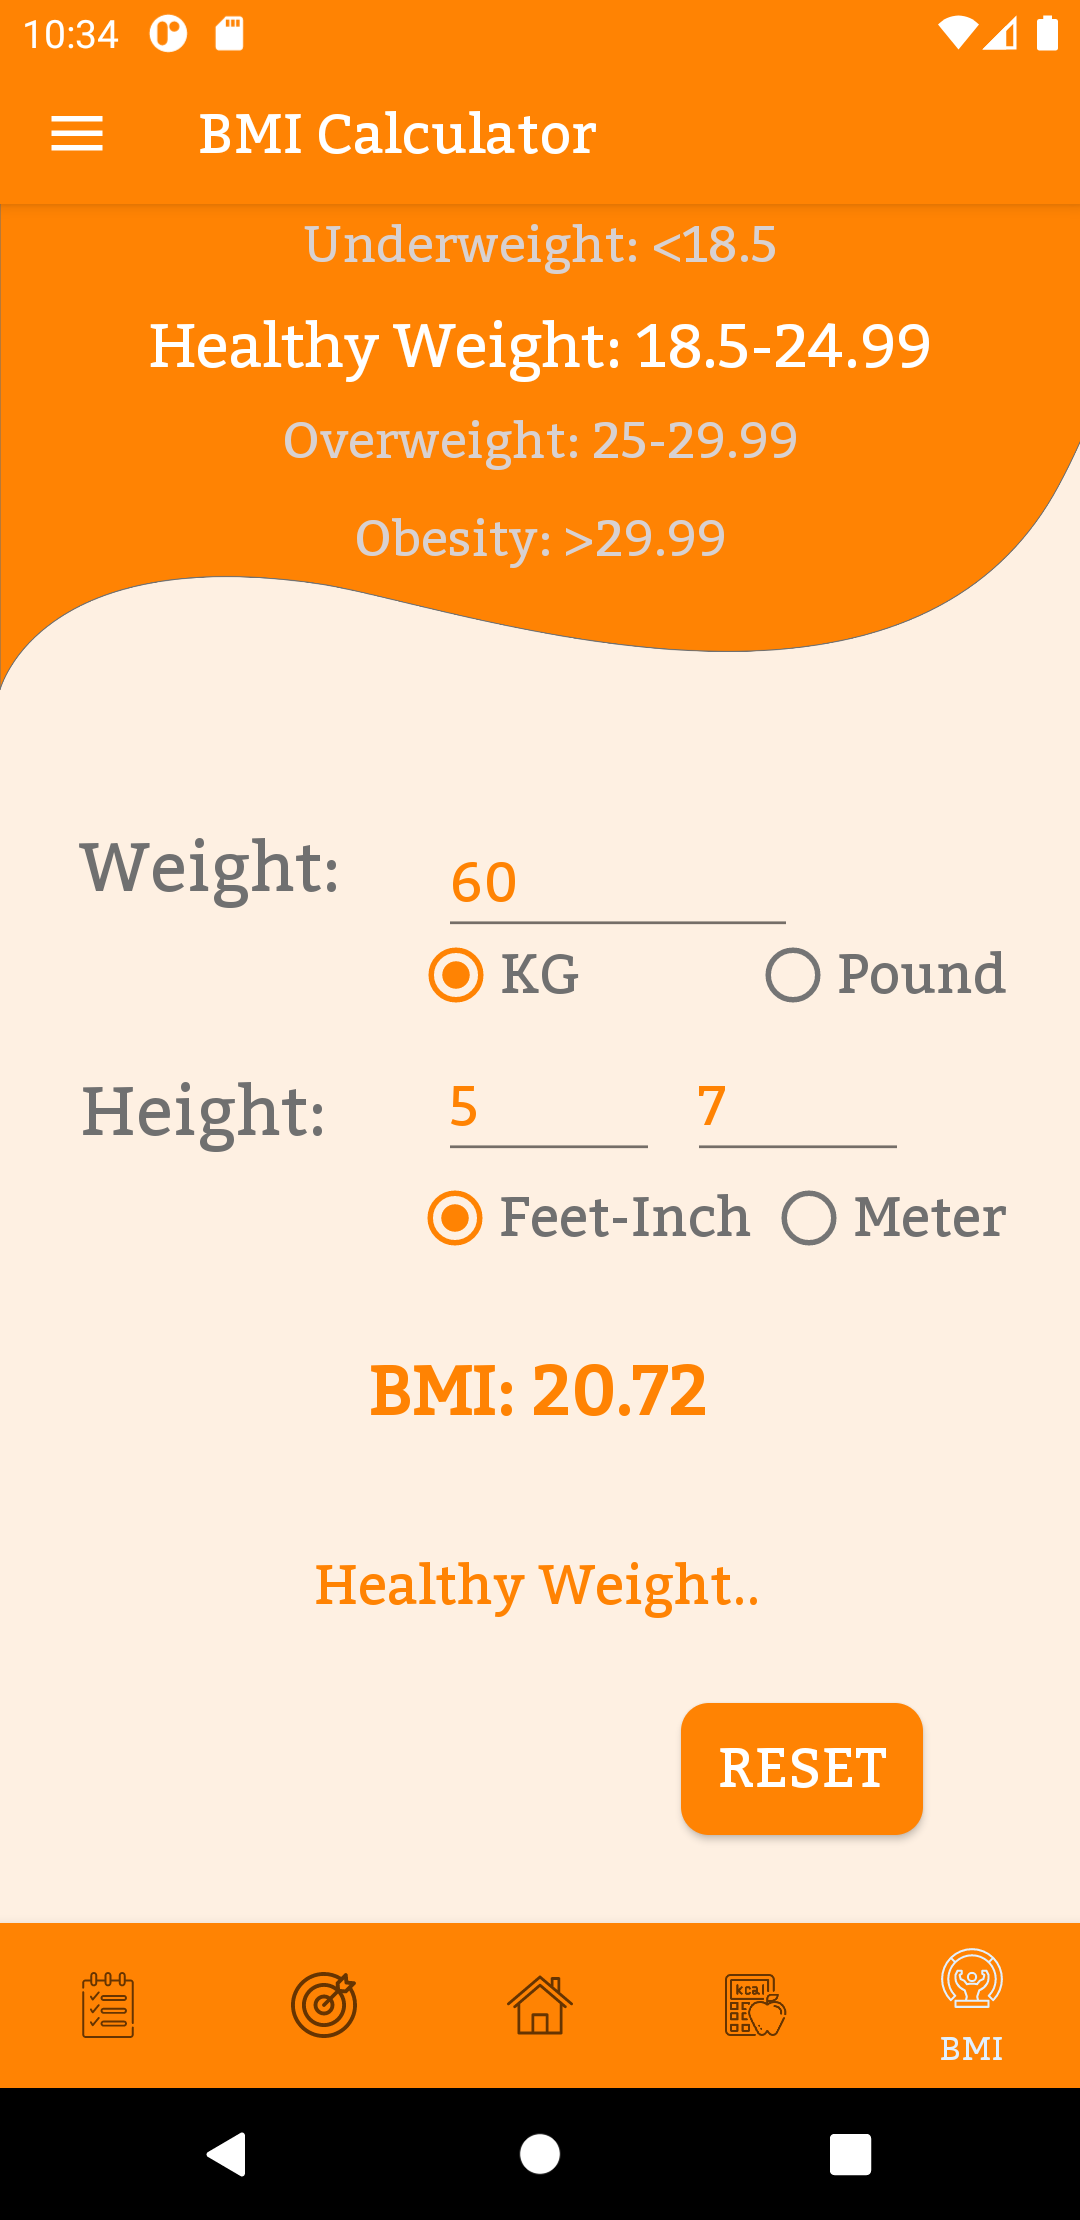 10:34
BMI Calculator
Underweight: <18.5
Healthy Weight: 18.5-24.99
Overweight: 25-29.99
Obesity: >29.99
Weight: 60
KG Pound
Height: 5 7
Feet-Inch Meter
BMI: 20.72
Healthy Weight..
RESET
kcal
BMI